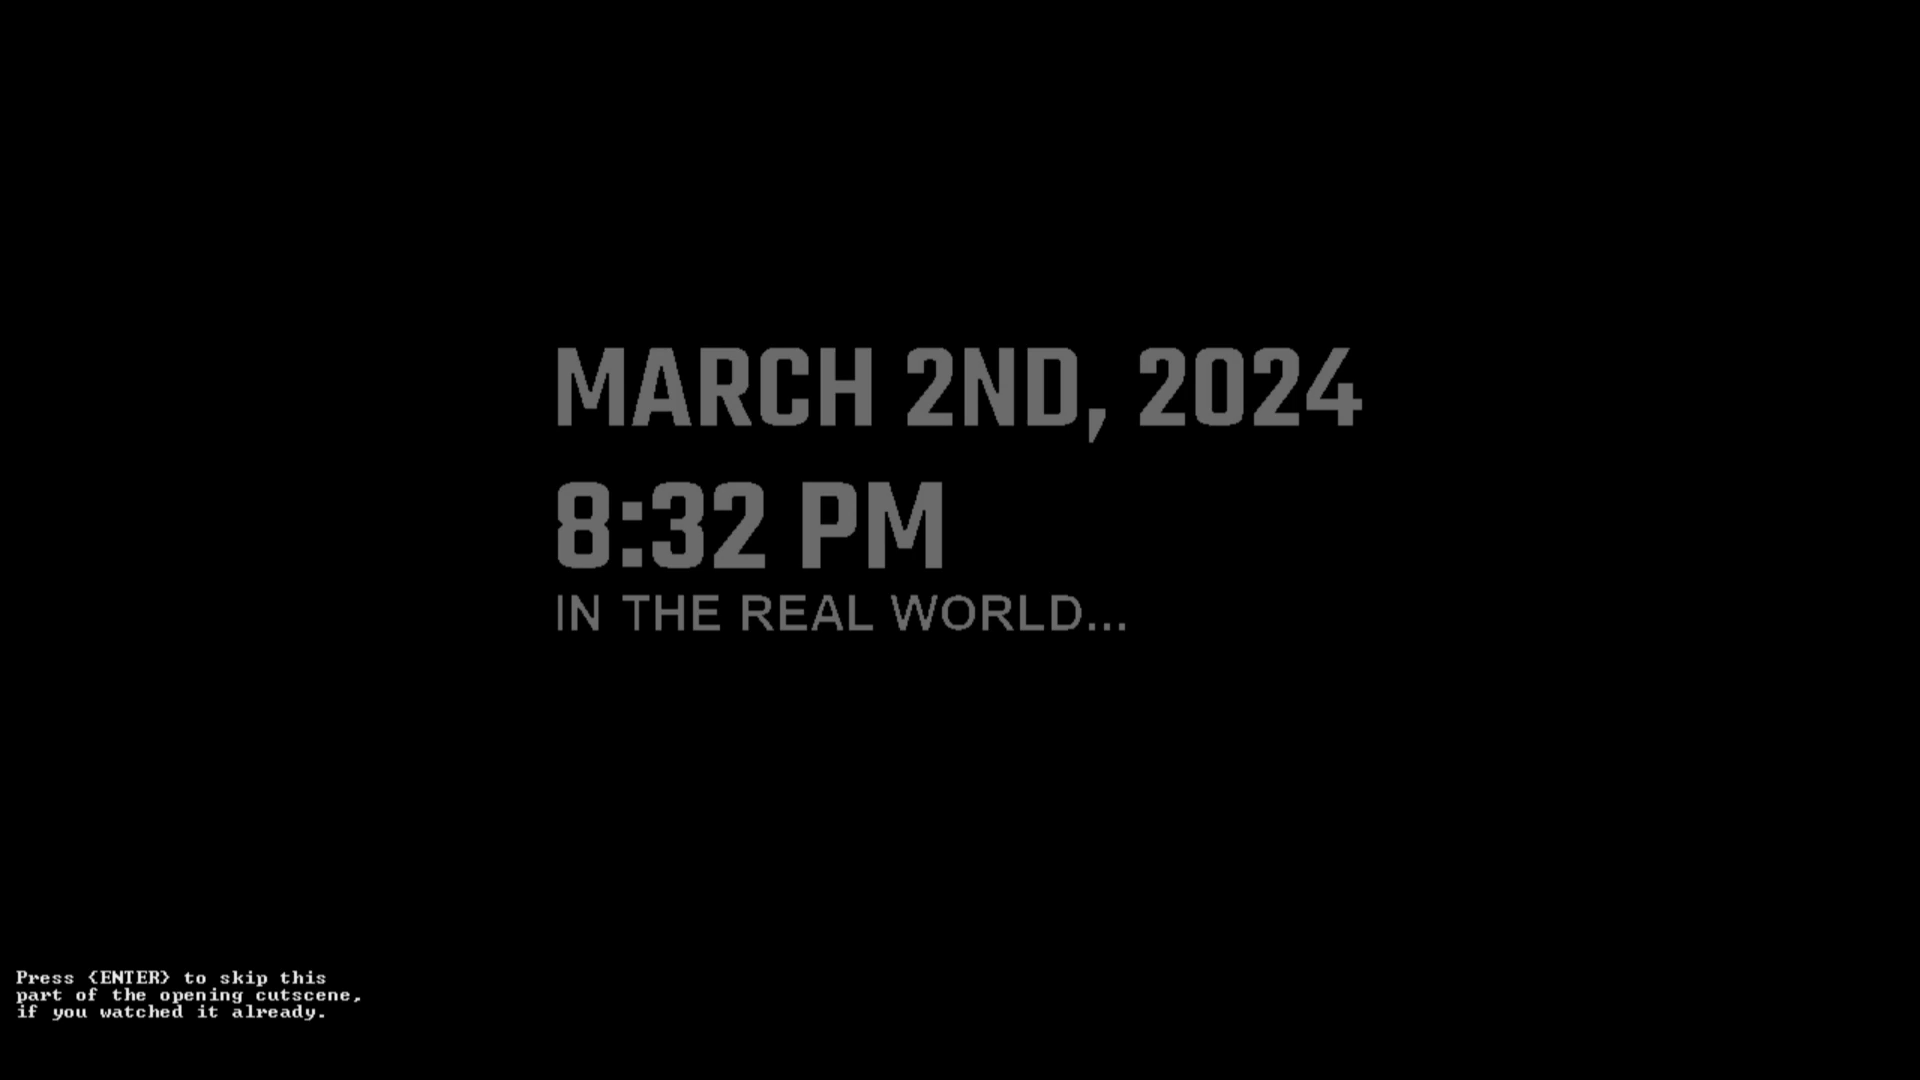 MARCH 2ND, 2024
8:32 PM
IN THE REAL WORLD...
Press <ENTER> to skip this
part of the opening cutscene,
if you watched it already.